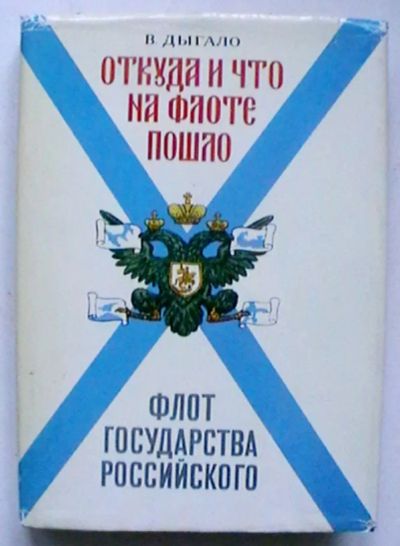 В ДЫГАЛО
ОТКУДА И ЧТО
НА ФЛОТЕ
ПОШЛО
ФЛОТ
ГОСУДАРСТВА
РОССИЙСКОГО